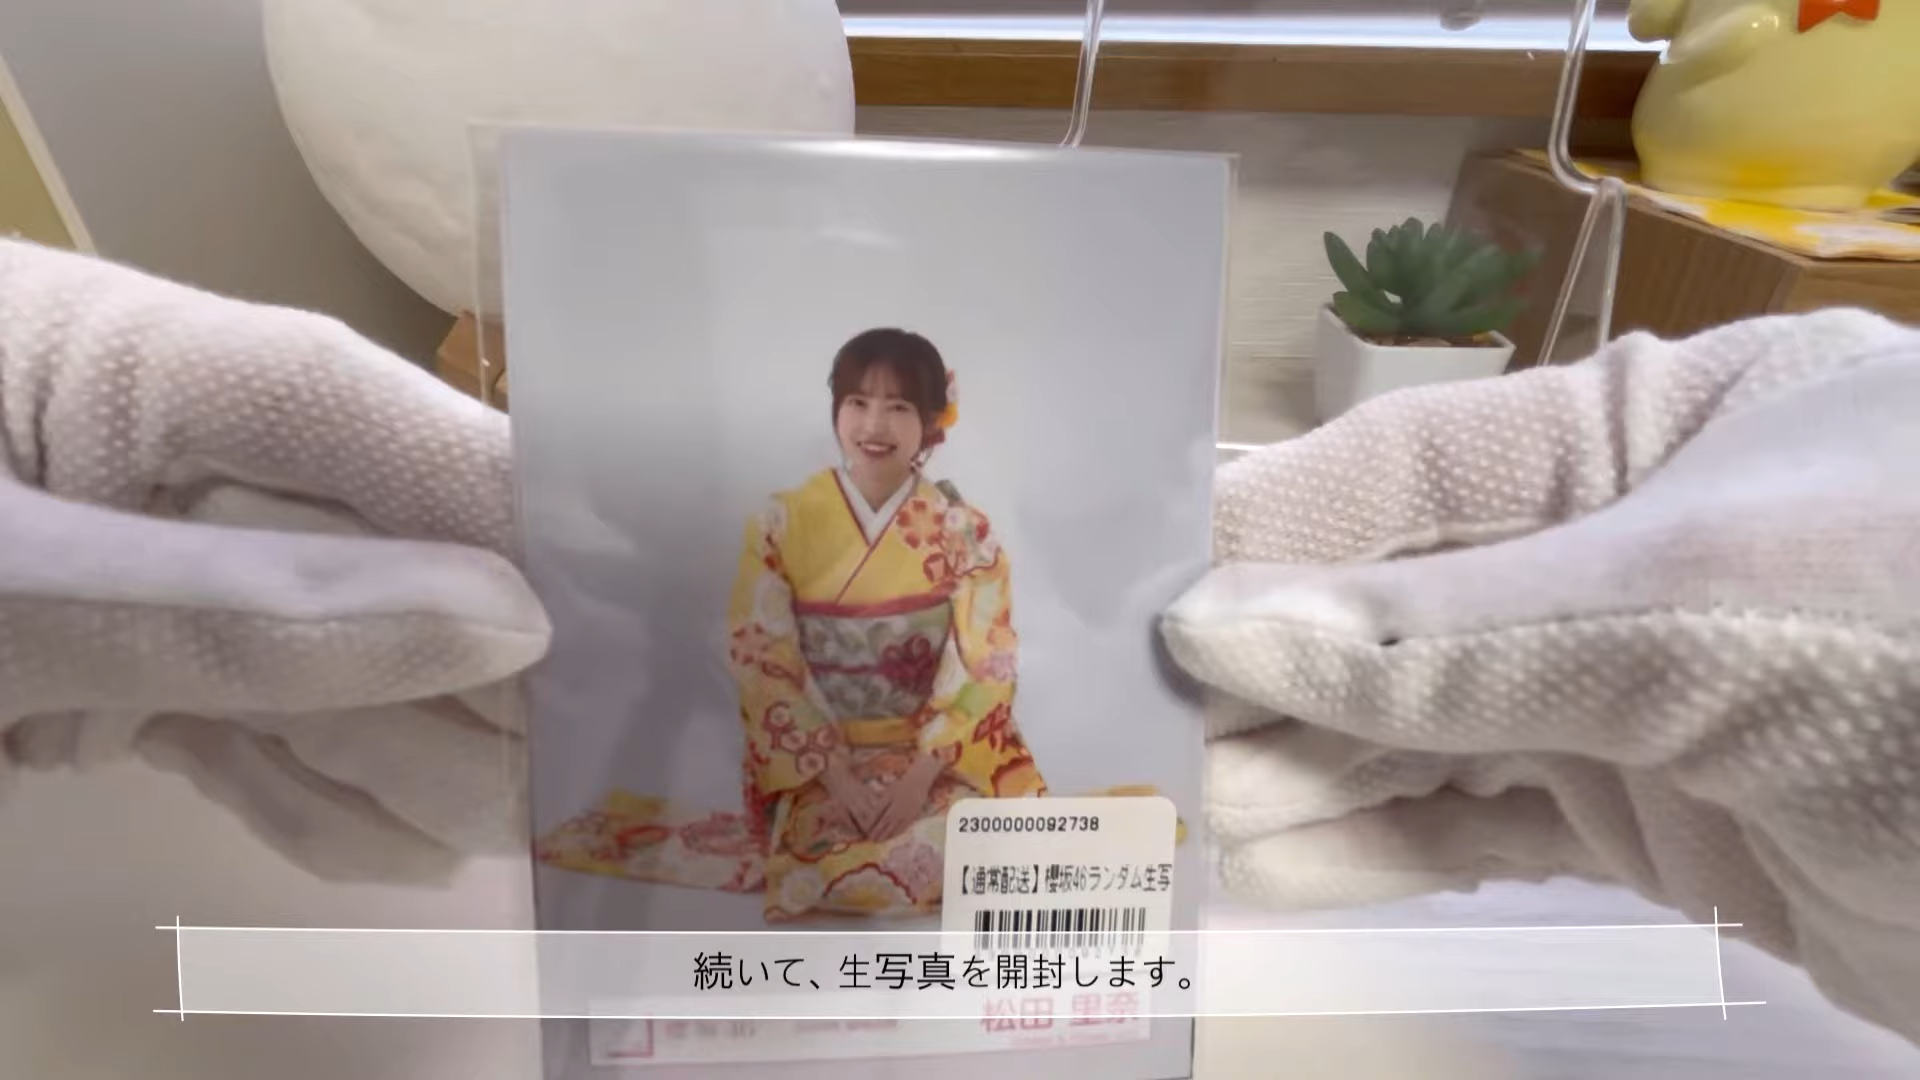 2300000092738
【通常配送】櫻坂46ランダム生写
続いて、生写真を開封します。
松田 里奈